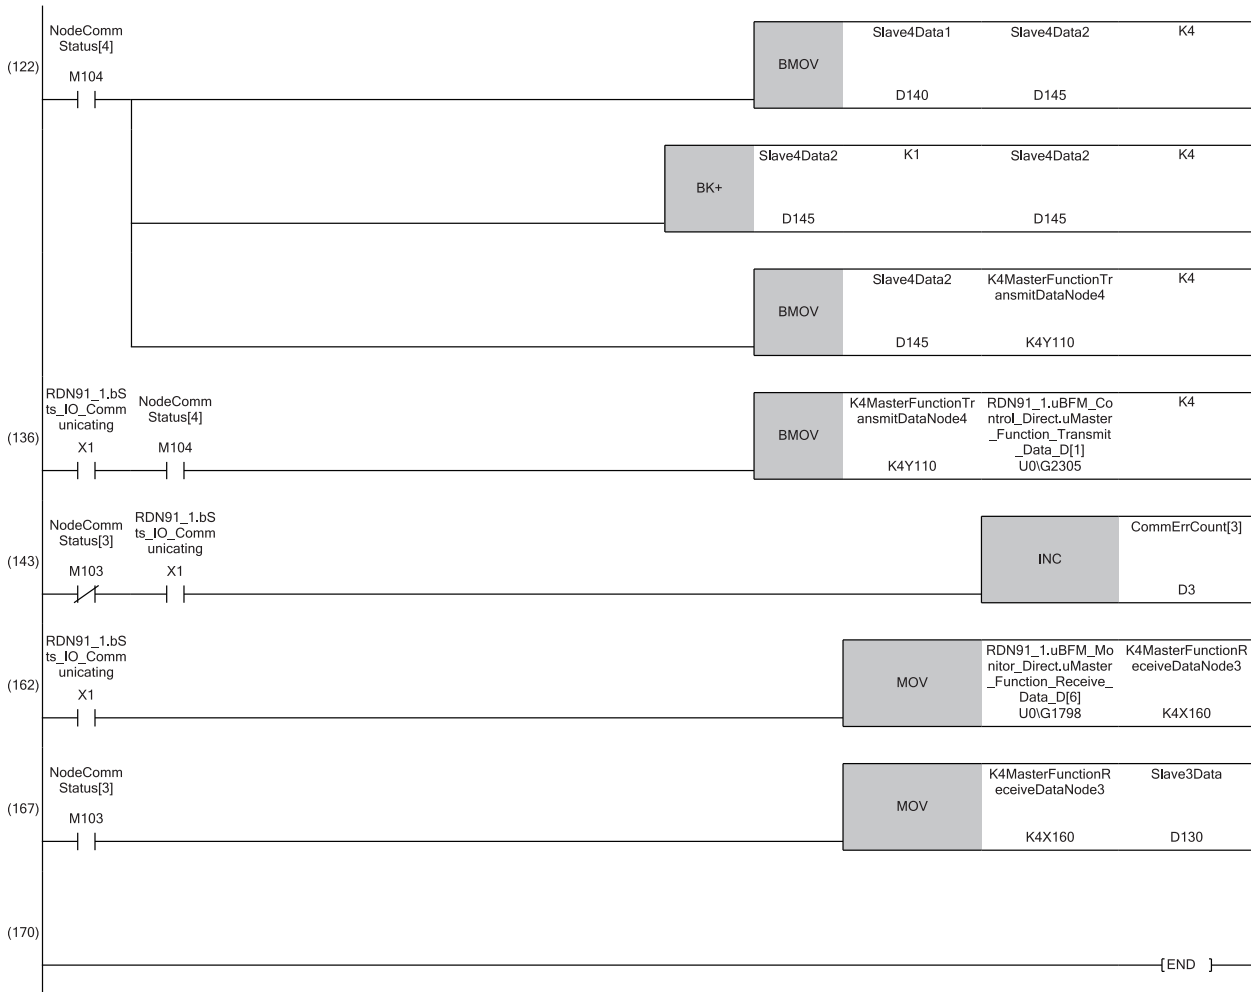 NodeComm
Status[4]
(122)
M104
BMOV
Slave4Data1
Slave4Data2
K4
D140
D145
BK+
Slave4Data2
K1
Slave4Data2
K4
D145
D145
BMOV
Slave4Data2
K4MasterFunctionTr
ansmitDataNode4
K4
D145
K4Y110
RDN91_1.bS
ts_IO_Comm
unicating
NodeComm
Status[4]
(136)
X1
M104
BMOV
K4MasterFunctionTr
ansmitDataNode4
RDN91_1.uBFM_Co
ntrol_Direct.uMaster
_Function_Transmit
_Data_D[1]
K4
K4Y110
U0\G2305
NodeComm
Status[3]
RDN91_1.bS
ts_IO_Comm
unicating
(143)
M103
X1
INC
CommErrCount[3]
D3
RDN91_1.bS
ts_IO_Comm
unicating
(162)
X1
MOV
RDN91_1.uBFM_Mo
nitor_Direct.uMaster
_Function_Receive_
Data_D[6]
K4MasterFunctionR
eceiveDataNode3
U0\G1798
K4X160
NodeComm
Status[3]
(167)
M103
MOV
K4MasterFunctionR
eceiveDataNode3
Slave3Data
K4X160
D130
(170)
[END ]